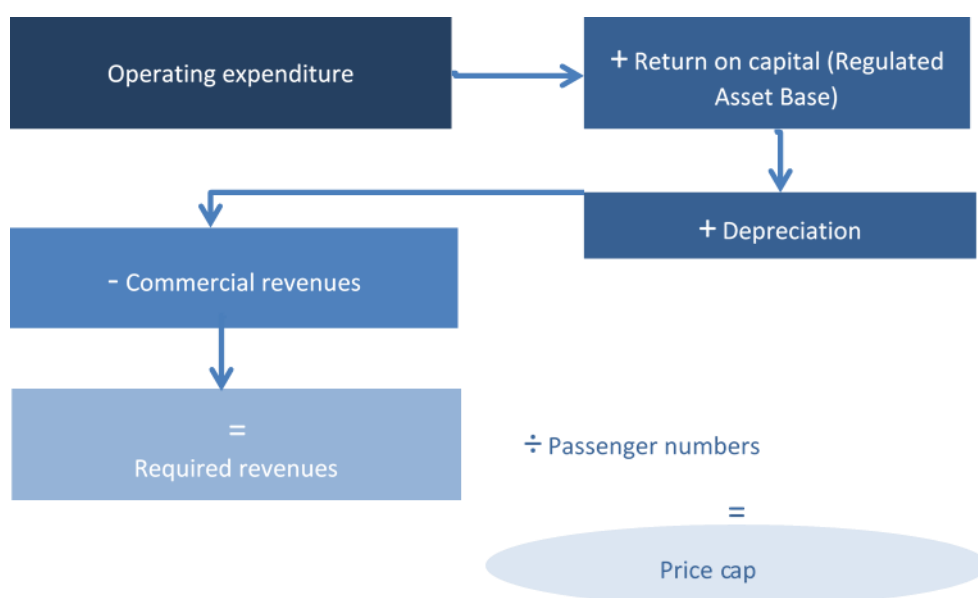 Operating expenditure
+ Return on capital (Regulated
Asset Base)
+ Depreciation
- Commercial revenues
=
Required revenues
÷ Passenger numbers
=
Price cap